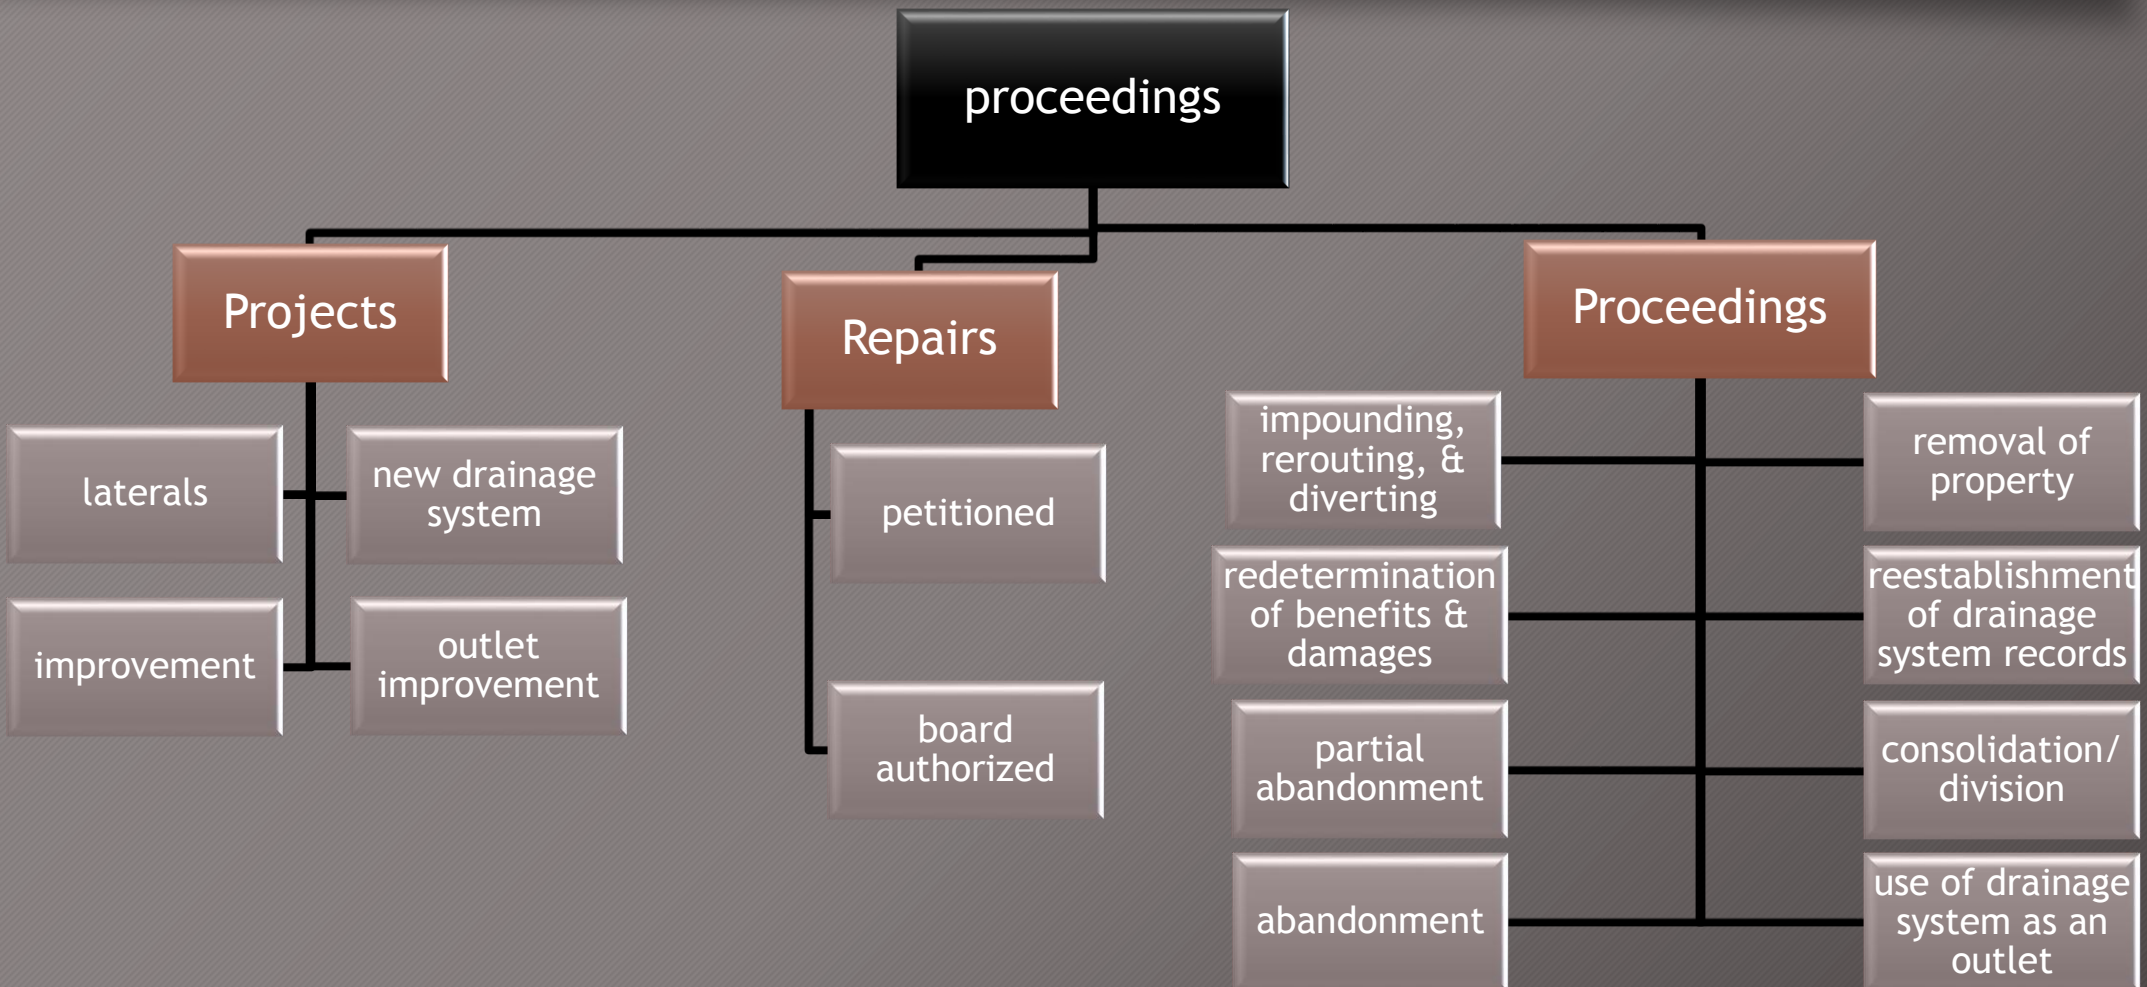 proceedings
Projects
Repairs
Proceedings
laterals
new drainage
system
improvement
outlet
improvement
petitioned
board
authorized
impounding,
rerouting, &
diverting
removal of
property
redetermination
of benefits &
damages
reestablishment
of drainage
system records
partial
abandonment
consolidation/
division
abandonment
use of drainage
system as an
outlet